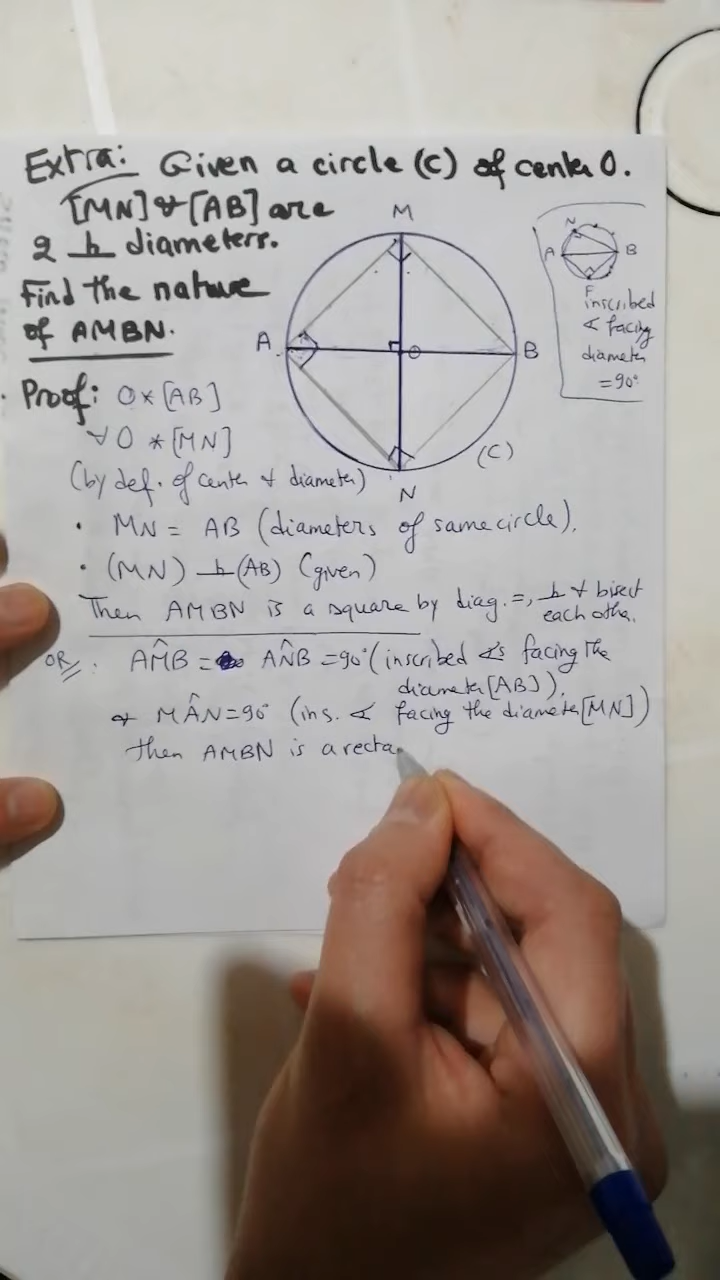 Extra: Given a circle (C) of center O.
[MN] & [AB] are
2 ⊥ diameters.
Find the nature
of AMBN.
M
A
O
B
N
(C)
N
A
B
F
inscribed
∢ facing
diameter
=90°
Proof: O * [AB]
& O * [MN]
(by def. of center & diameter)
• MN = AB (diameters of same circle),
• (MN) ⊥ (AB) (given)
Then AMBN is a square by diag. =, ⊥ & bisect
each other.
OR • AM̂B = AN̂B = 90° (inscribed ∢s facing the
diameter [AB]),
& MÂN = 90° (ins. ∢ facing the diameter [MN])
then AMBN is a recta